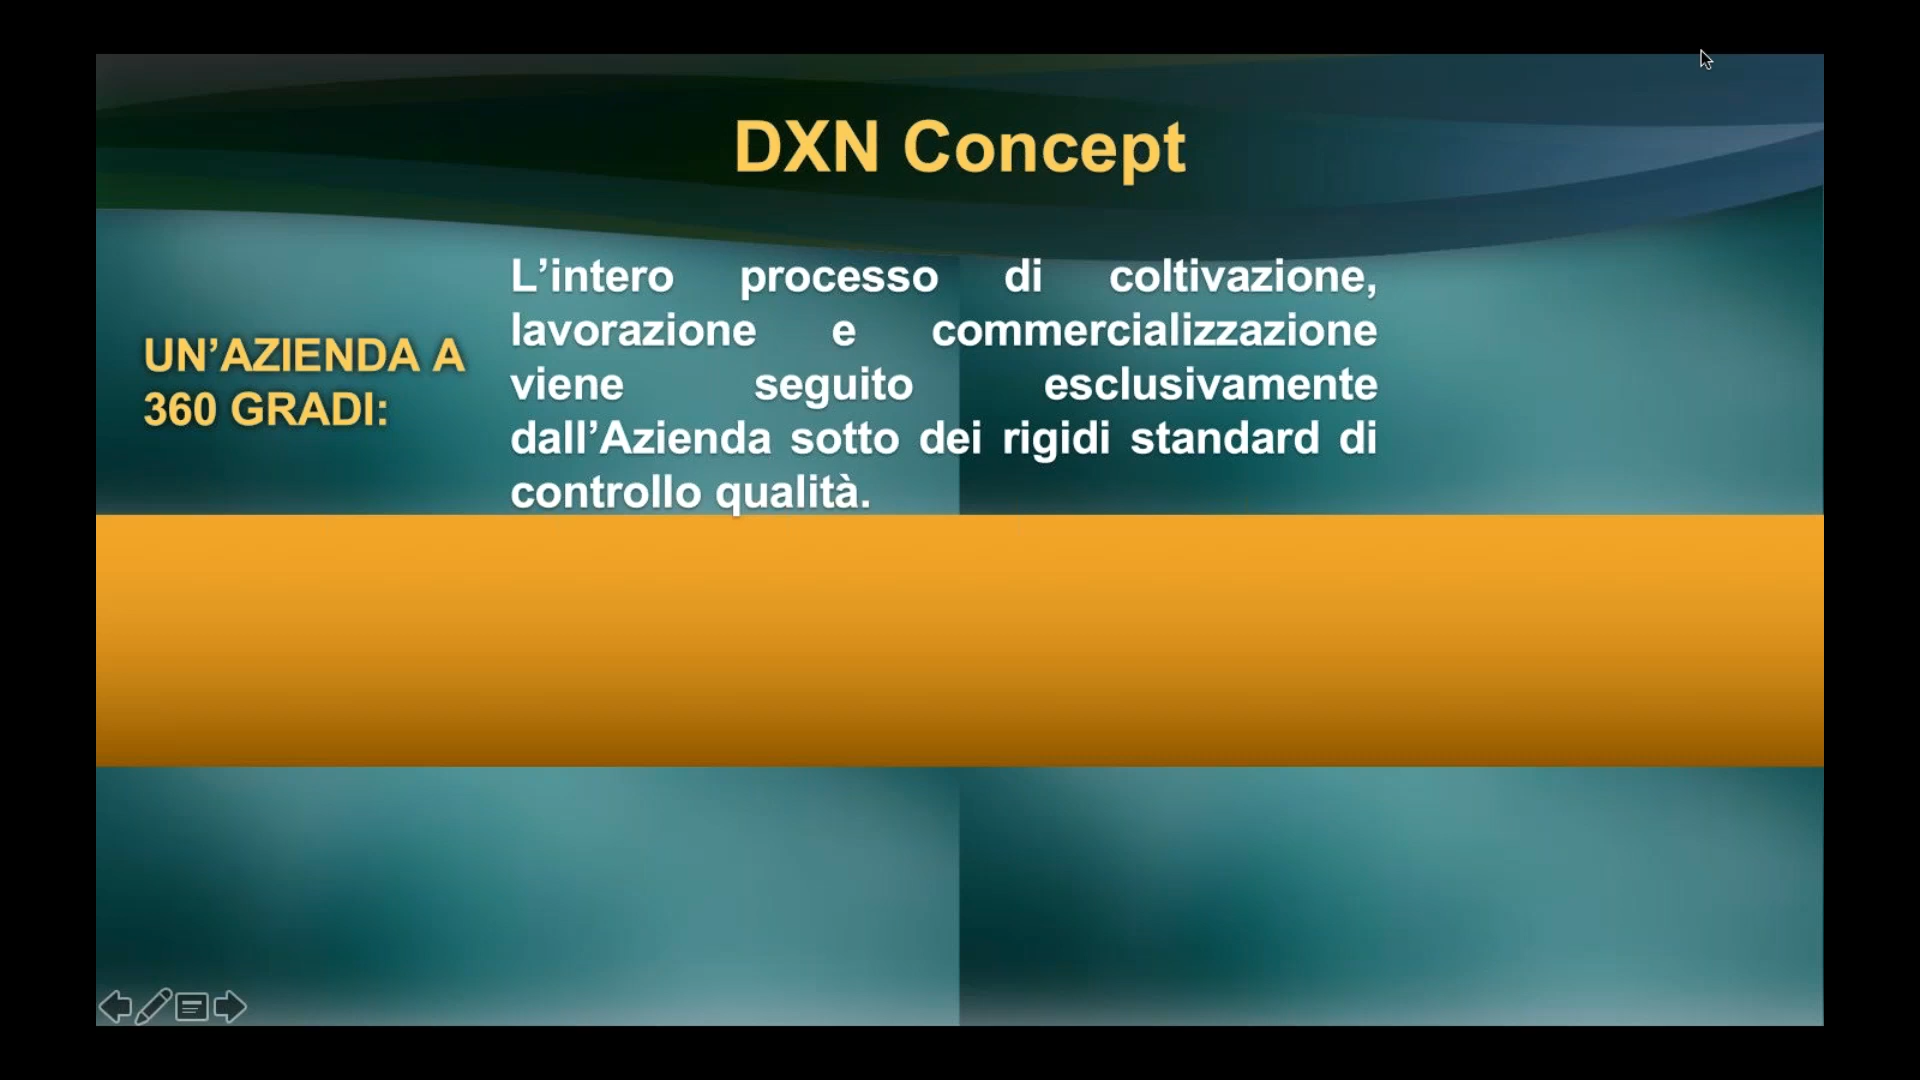 DXN Concept
UN’AZIENDA A
360 GRADI:
L’intero processo di coltivazione,
lavorazione e commercializzazione
viene seguito esclusivamente
dall’Azienda sotto dei rigidi standard di
controllo qualità.